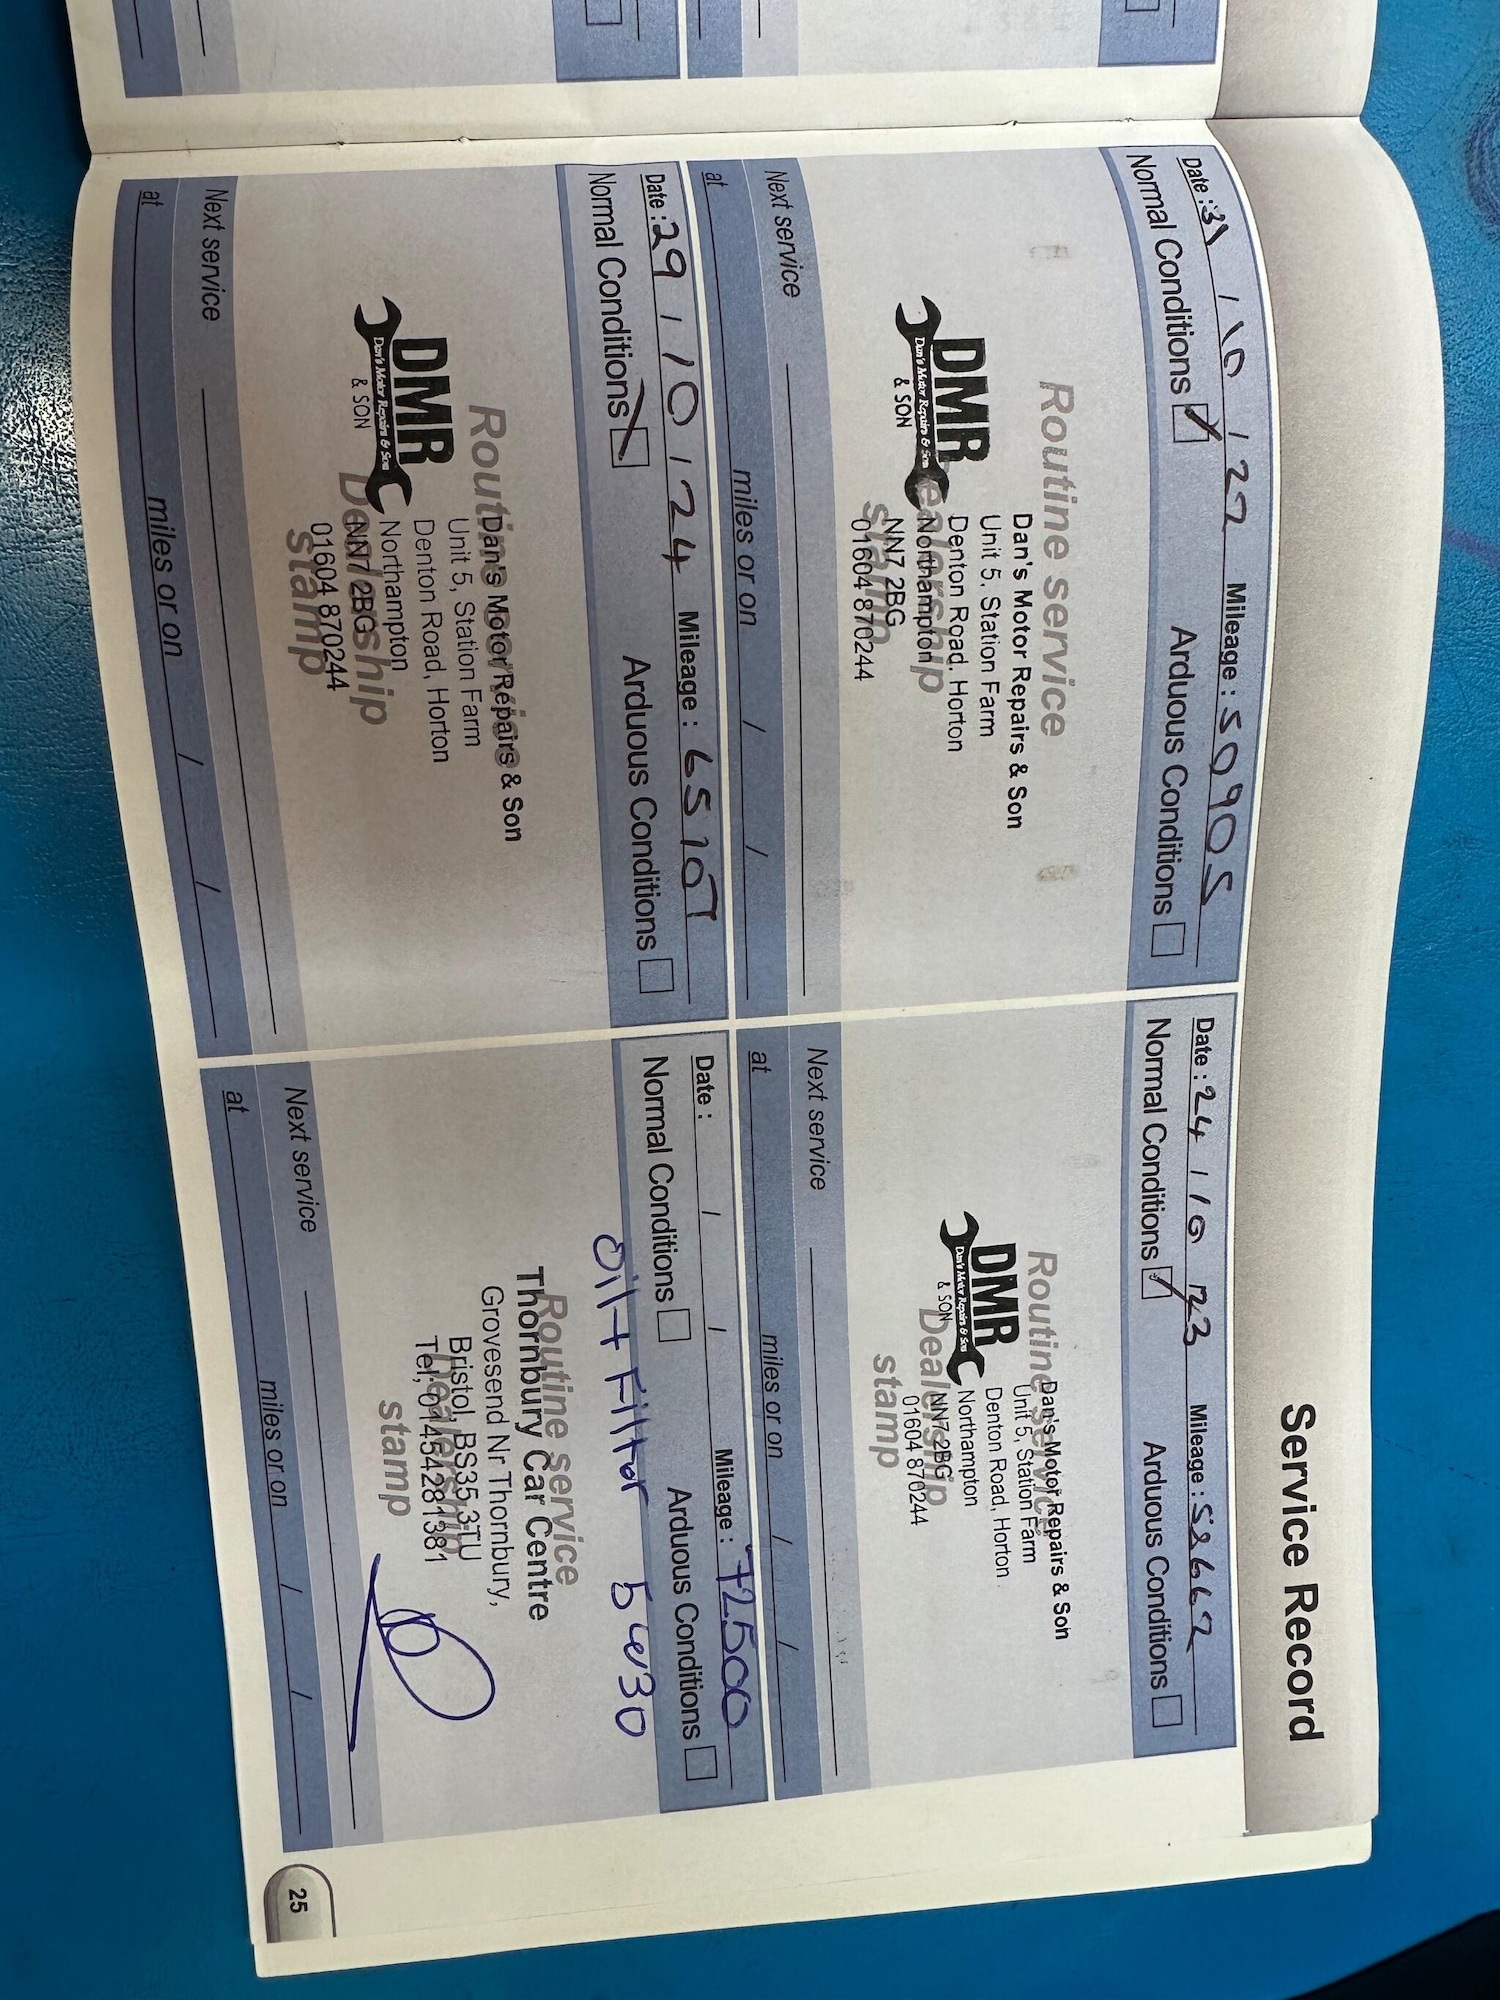 Service Record
Date : 31 / 10 / 22 Mileage : 50905
Normal Conditions Arduous Conditions
Routine service
Dealership
stamp
DMR
Dan's Motor Repairs & Son
& SON
Dan's Motor Repairs & Son
Unit 5, Station Farm
Denton Road, Horton
Northampton
NN7 2BG
01604 870244
Next service
at miles or on / /
Date : 24 / 10 / 23 Mileage : 58662
Normal Conditions Arduous Conditions
Routine service
Dealership
stamp
DMR
Dan's Motor Repairs & Son
& SON
Dan's Motor Repairs & Son
Unit 5, Station Farm
Denton Road, Horton
Northampton
NN7 2BG
01604 870244
Next service
at miles or on / /
Date : 29 / 10 / 24 Mileage : 65107
Normal Conditions Arduous Conditions
Routine service
Dealership
stamp
DMR
Dan's Motor Repairs & Son
& SON
Dan's Motor Repairs & Son
Unit 5, Station Farm
Denton Road, Horton
Northampton
NN7 2BG
01604 870244
Next service
at miles or on / /
Date : / / Mileage : 72500
Normal Conditions Arduous Conditions
Oil + Filtor 5w30
Routine service
Dealership
stamp
Thornbury Car Centre
Grovesend Nr Thornbury,
Bristol, BS35 3TU
Tel, 01454281381
Next service
at miles or on / /
25